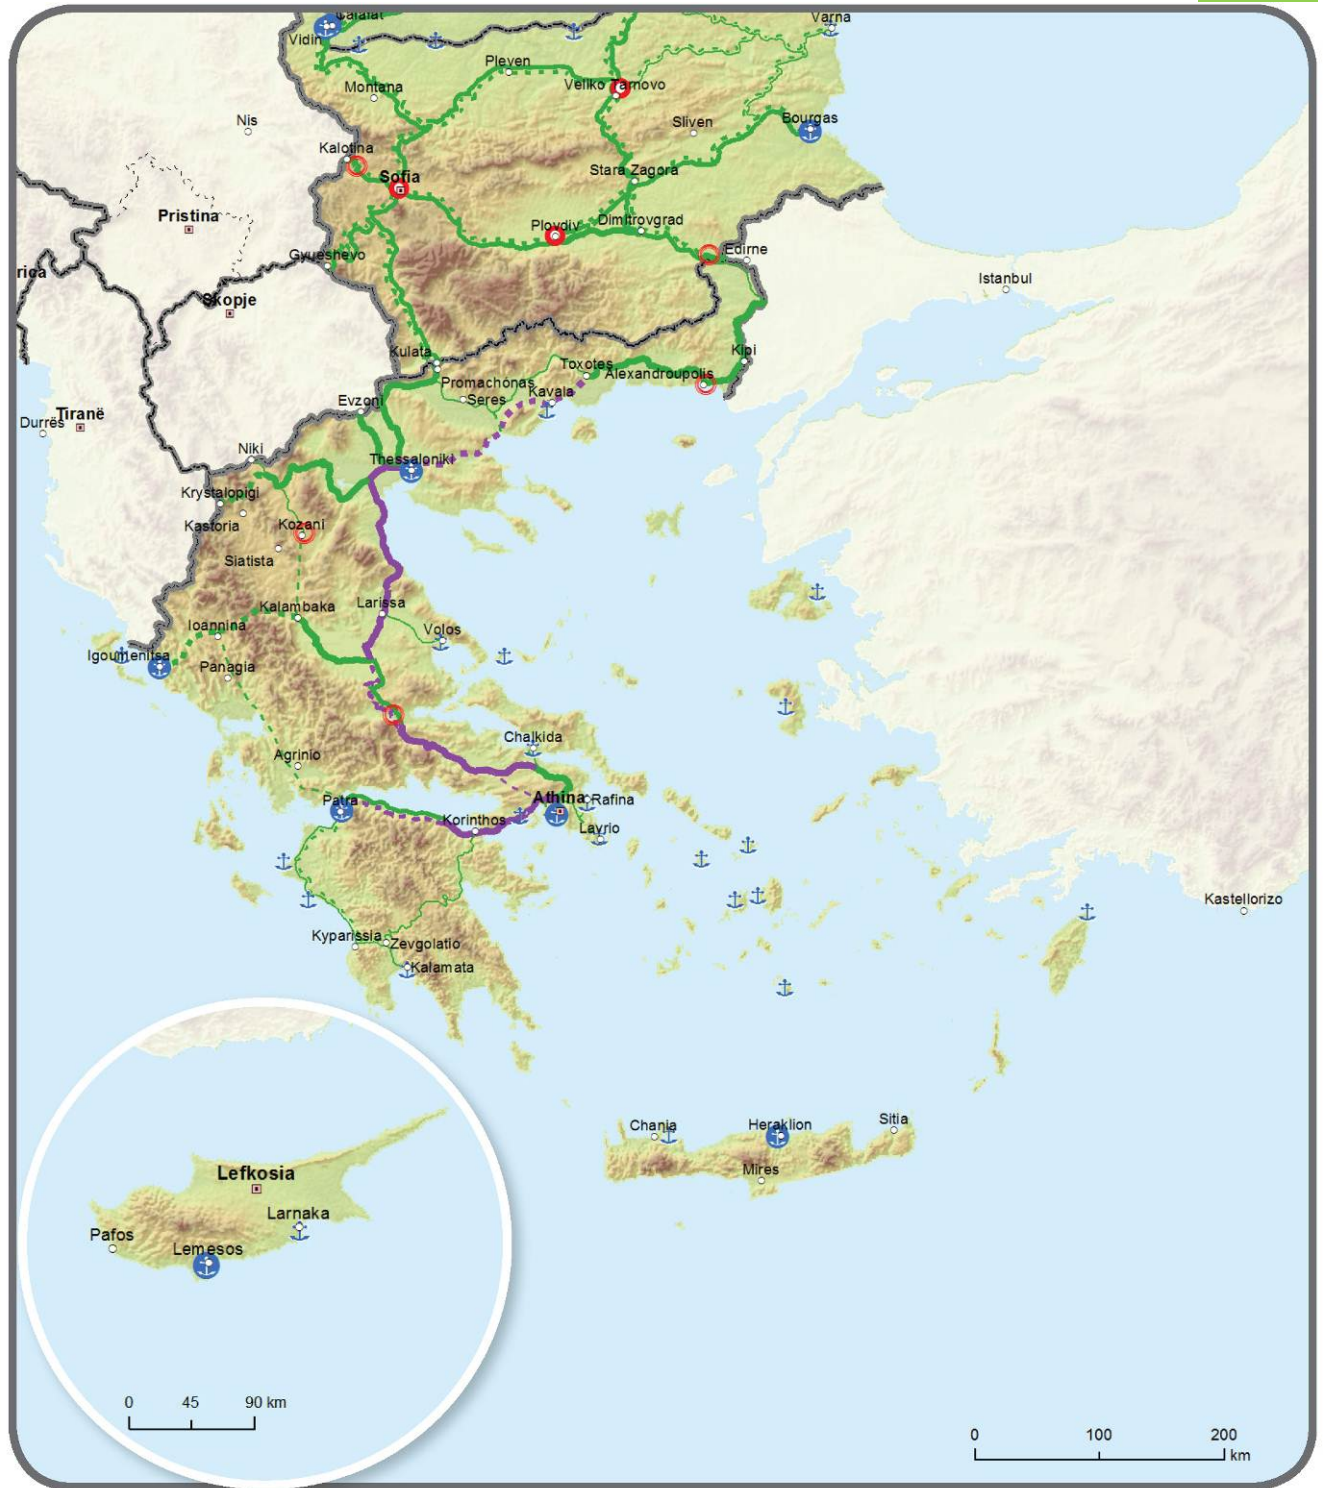 Calafat
Varna
Vidin
Pleven
Montana
Veliko Tarnovo
Nis
Sliven
Bourgas
Kalotina
Sofia
Stara Zagora
Pristina
Plovdiv
Dimitrovgrad
Gyueshevo
Edirne
rica
Istanbul
Skopje
Kulata
Kipi
Toxotes
Alexandroupolis
Promachonas
Kavala
Seres
Evzoni
Durrës
Tiranë
Niki
Thessaloniki
Krystalopigi
Kastoria
Kozani
Siatista
Kalambaka
Larissa
Ioannina
Volos
Igoumenitsa
Panagia
Chalkida
Agrinio
Patra
Athina
Rafina
Korinthos
Lavrio
Kastellorizo
Kyparissia
Zevgolatio
Kalamata
Chania
Heraklion
Sitia
Mires
Lefkosia
Larnaka
Pafos
Lemesos
0 45 90 km
0 100 200
km